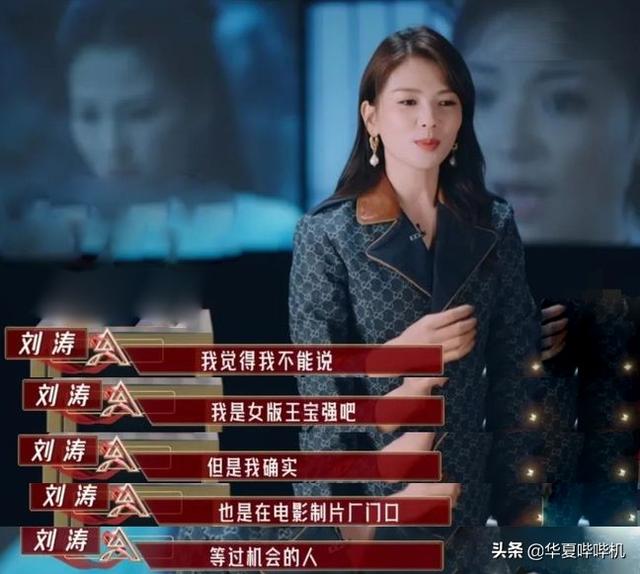 刘涛
我觉得我不能说
刘涛
我是女版王宝强吧
刘涛
但是我确实
刘涛
也是在电影制片厂门口
刘涛
等过机会的人
头条 @华夏哔哔机